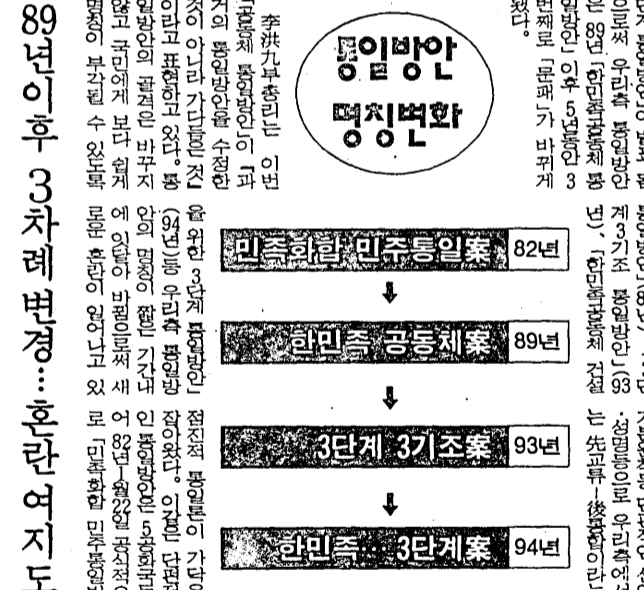 89년이후 3차례 변경…혼란여지도
통일방안
명칭변화
민족화합 민주통일案 82년
한민족 공동체案 89년
3단계 3기조案 93년
한민족… 3단계案 94년
은 89년「한민족공동체 통
일방안」이후 5년동안 3
번째로「문패」가 바뀌게
됐다。
李洪九부총리는 이번
「공동체 통일방안」이「과
거의 통일방안을 수정한
것이 아니라 가다듬은 것」
이라고 표현하고 있다。통
일방안의 골격은 바꾸지
않고 국민에게 보다 쉽게
명칭이 부각될 수 있도록
계3기조 통일방안」(93
년)、「한민족공동체 건설
을 위한 3단계 통일방안」
(94년)등 우리측 통일방
안의 명칭이 짧은 기간내
에 잇달아 바뀜으로써 새
로운 혼란이 일어나고 있
·성명등으로 우리측에서
는 先교류-後통합이란
점진적 통일론이 가닥을
잡아왔다。이같은 단편적
인 통일방안은 5공화국
어 82년1월22일 공식적으
로「민족화합 민주통일방